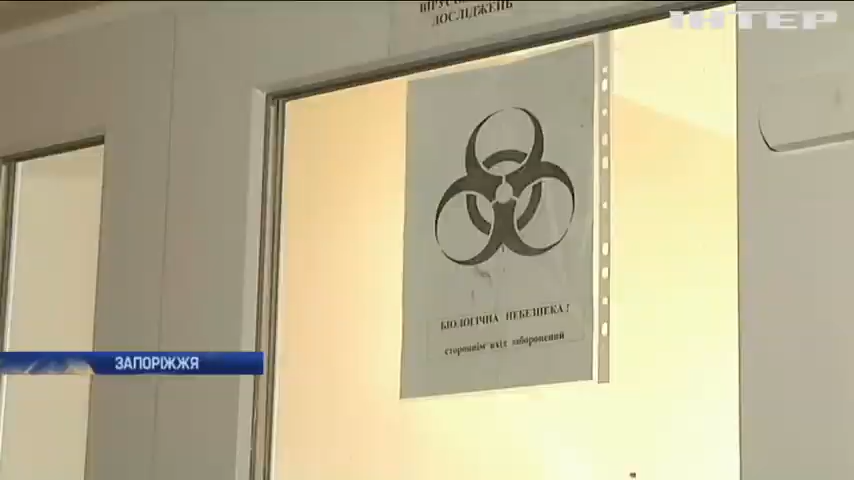 ІНТЕР
ДОСЛІДЖЕНЬ
БІОЛОГІЧНА НЕБЕЗПЕКА!
стороннім вхід заборонений
ЗАПОРІЖЖЯ